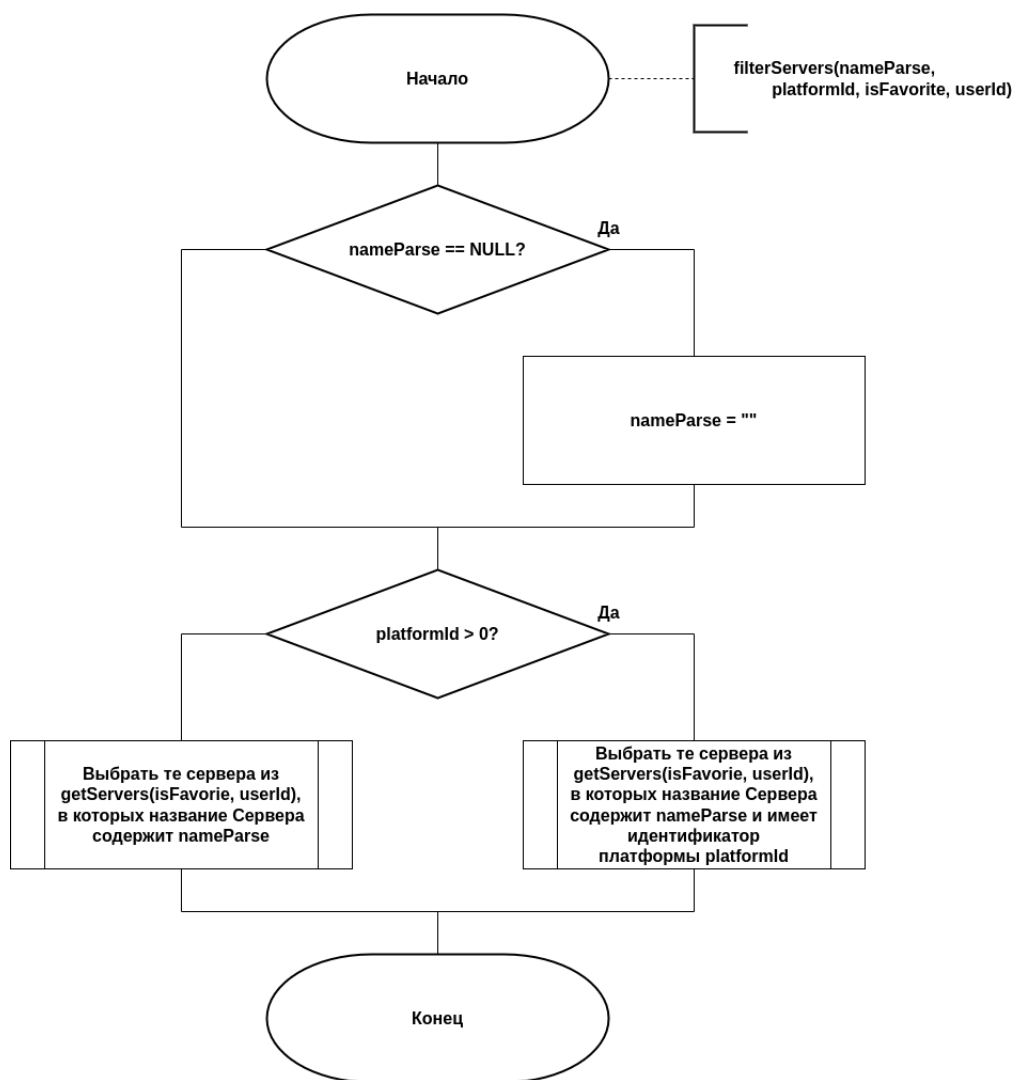 Начало
filterServers(nameParse,
platformId, isFavorite, userId)
nameParse == NULL?
Да
nameParse = ""
platformId > 0?
Да
Выбрать те сервера из
getServers(isFavorie, userId),
в которых название Сервера
содержит nameParse
Выбрать те сервера из
getServers(isFavorie, userId),
в которых название Сервера
содержит nameParse и имеет
идентификатор
платформы platformId
Конец